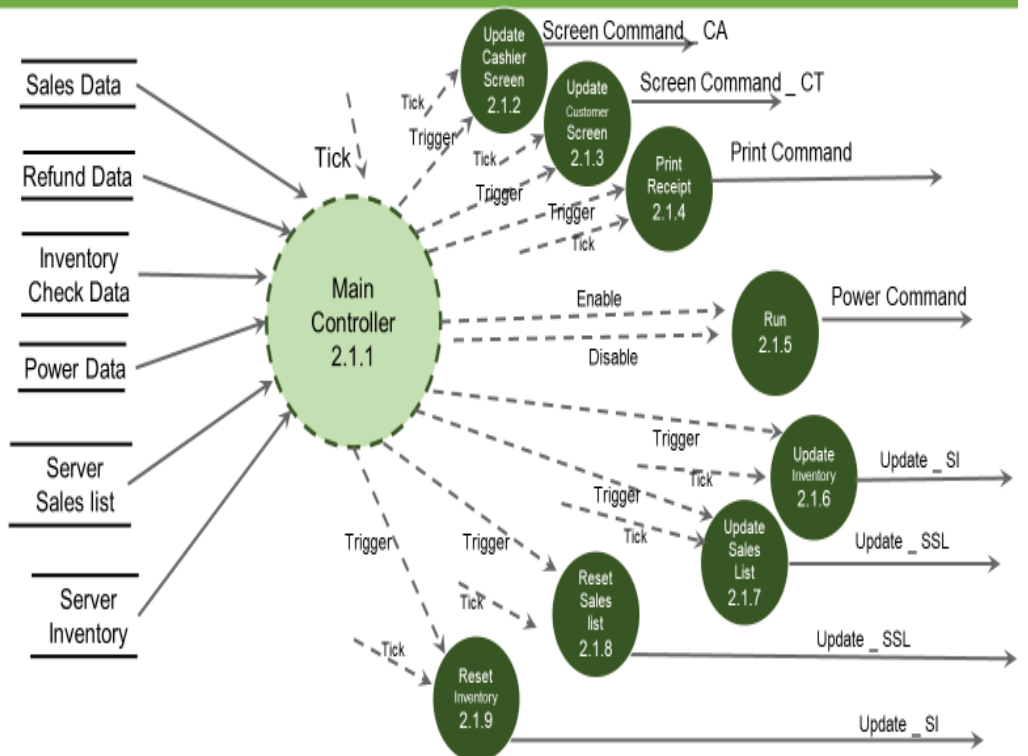 Sales Data
Refund Data
Inventory
Check Data
Power Data
Server
Sales list
Server
Inventory
Tick
Main
Controller
2.1.1
Tick
Trigger
Update
Cashier
Screen
2.1.2
Screen Command _ CA
Tick
Trigger
Update
Customer
Screen
2.1.3
Screen Command _ CT
Trigger
Tick
Print
Receipt
2.1.4
Print Command
Enable
Disable
Run
2.1.5
Power Command
Trigger
Tick
Update
Inventory
2.1.6
Update _ SI
Trigger
Tick
Update
Sales
List
2.1.7
Update _ SSL
Trigger
Tick
Reset
Sales
list
2.1.8
Update _ SSL
Trigger
Tick
Reset
Inventory
2.1.9
Update _ SI